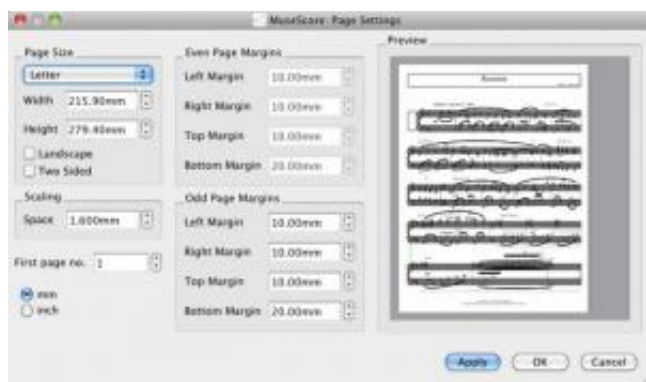 MuseScore: Page Settings
Page Size
Letter
Width 215.90mm
Height 279.40mm
Landscape
Two Sided
Scaling
Space 1.600mm
First page no. 1
mm
inch
Even Page Margins
Left Margin 10.00mm
Right Margin 10.00mm
Top Margin 10.00mm
Bottom Margin 20.00mm
Odd Page Margins
Left Margin 10.00mm
Right Margin 10.00mm
Top Margin 10.00mm
Bottom Margin 20.00mm
Preview
Apply
OK
Cancel